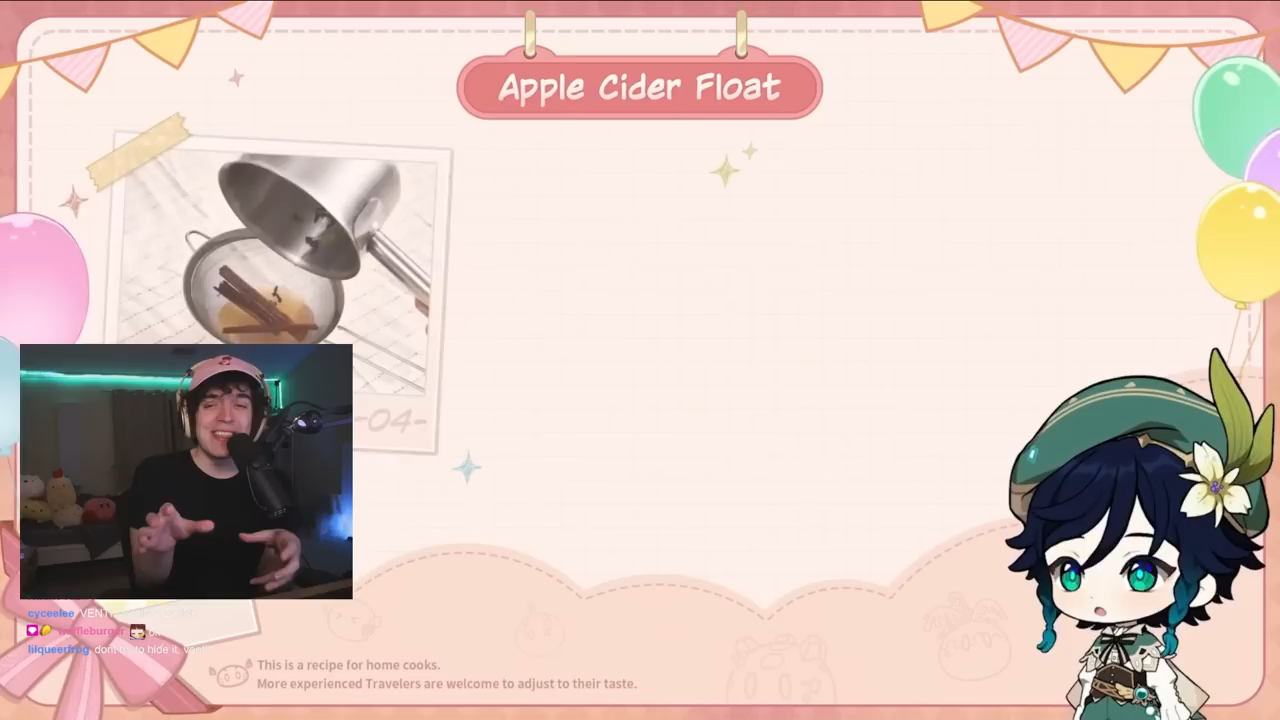 Apple Cider Float
-04-
cyceelee
lilqueerfrog
This is a recipe for home cooks.
More experienced Travelers are welcome to adjust to their taste.